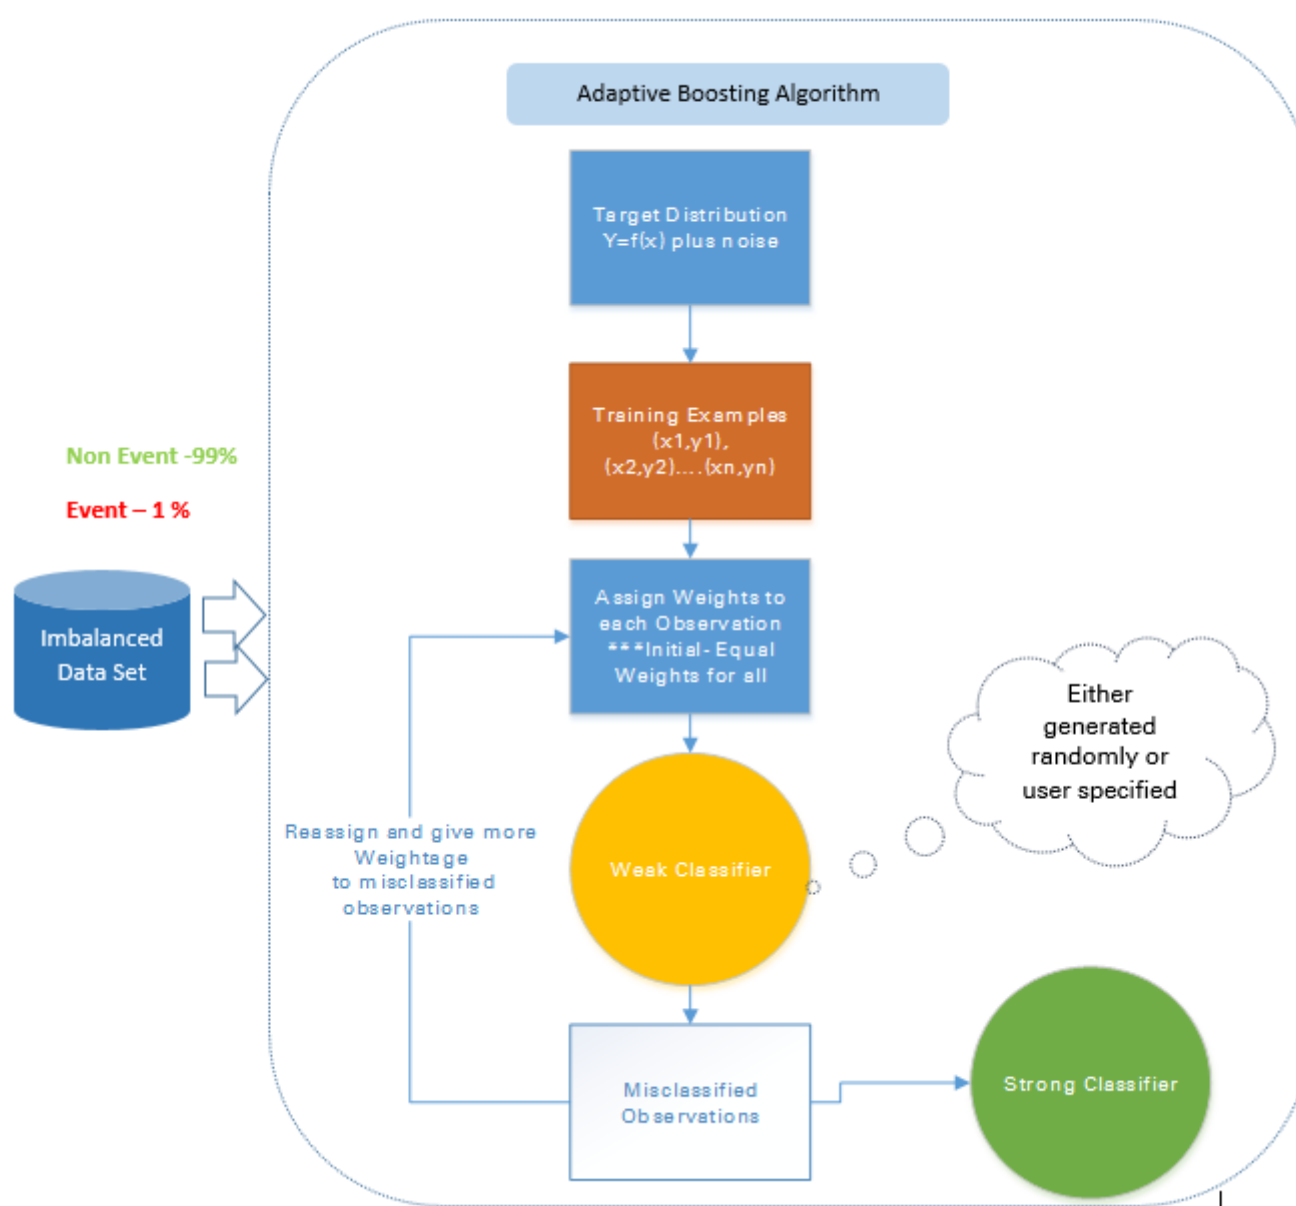 Adaptive Boosting Algorithm
Target Distribution
Y=f(x) plus noise
Training Examples
(x1,y1),
(x2,y2)....(xn,yn)
Non Event -99%
Event – 1 %
Imbalanced
Data Set
Assign Weights to
each Observation
***Initial- Equal
Weights for all
Either
generated
randomly or
user specified
Reassign and give more
Weightage
to misclassified
observations
Weak Classifier
Misclassified
Observations
Strong Classifier